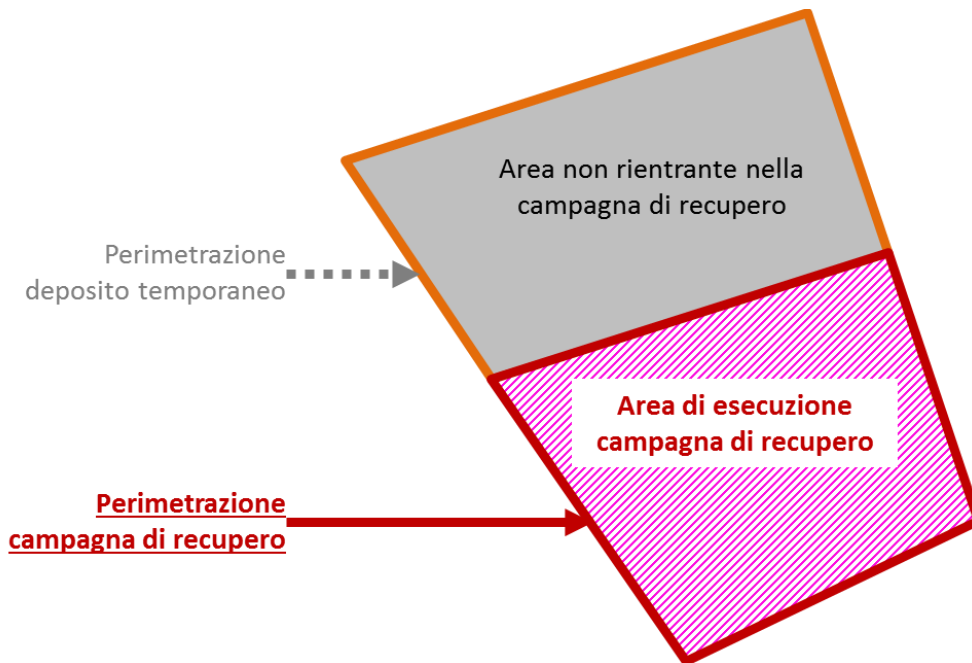 Area non rientrante nella
campagna di recupero
Perimetrazione
deposito temporaneo
Area di esecuzione
campagna di recupero
Perimetrazione
campagna di recupero